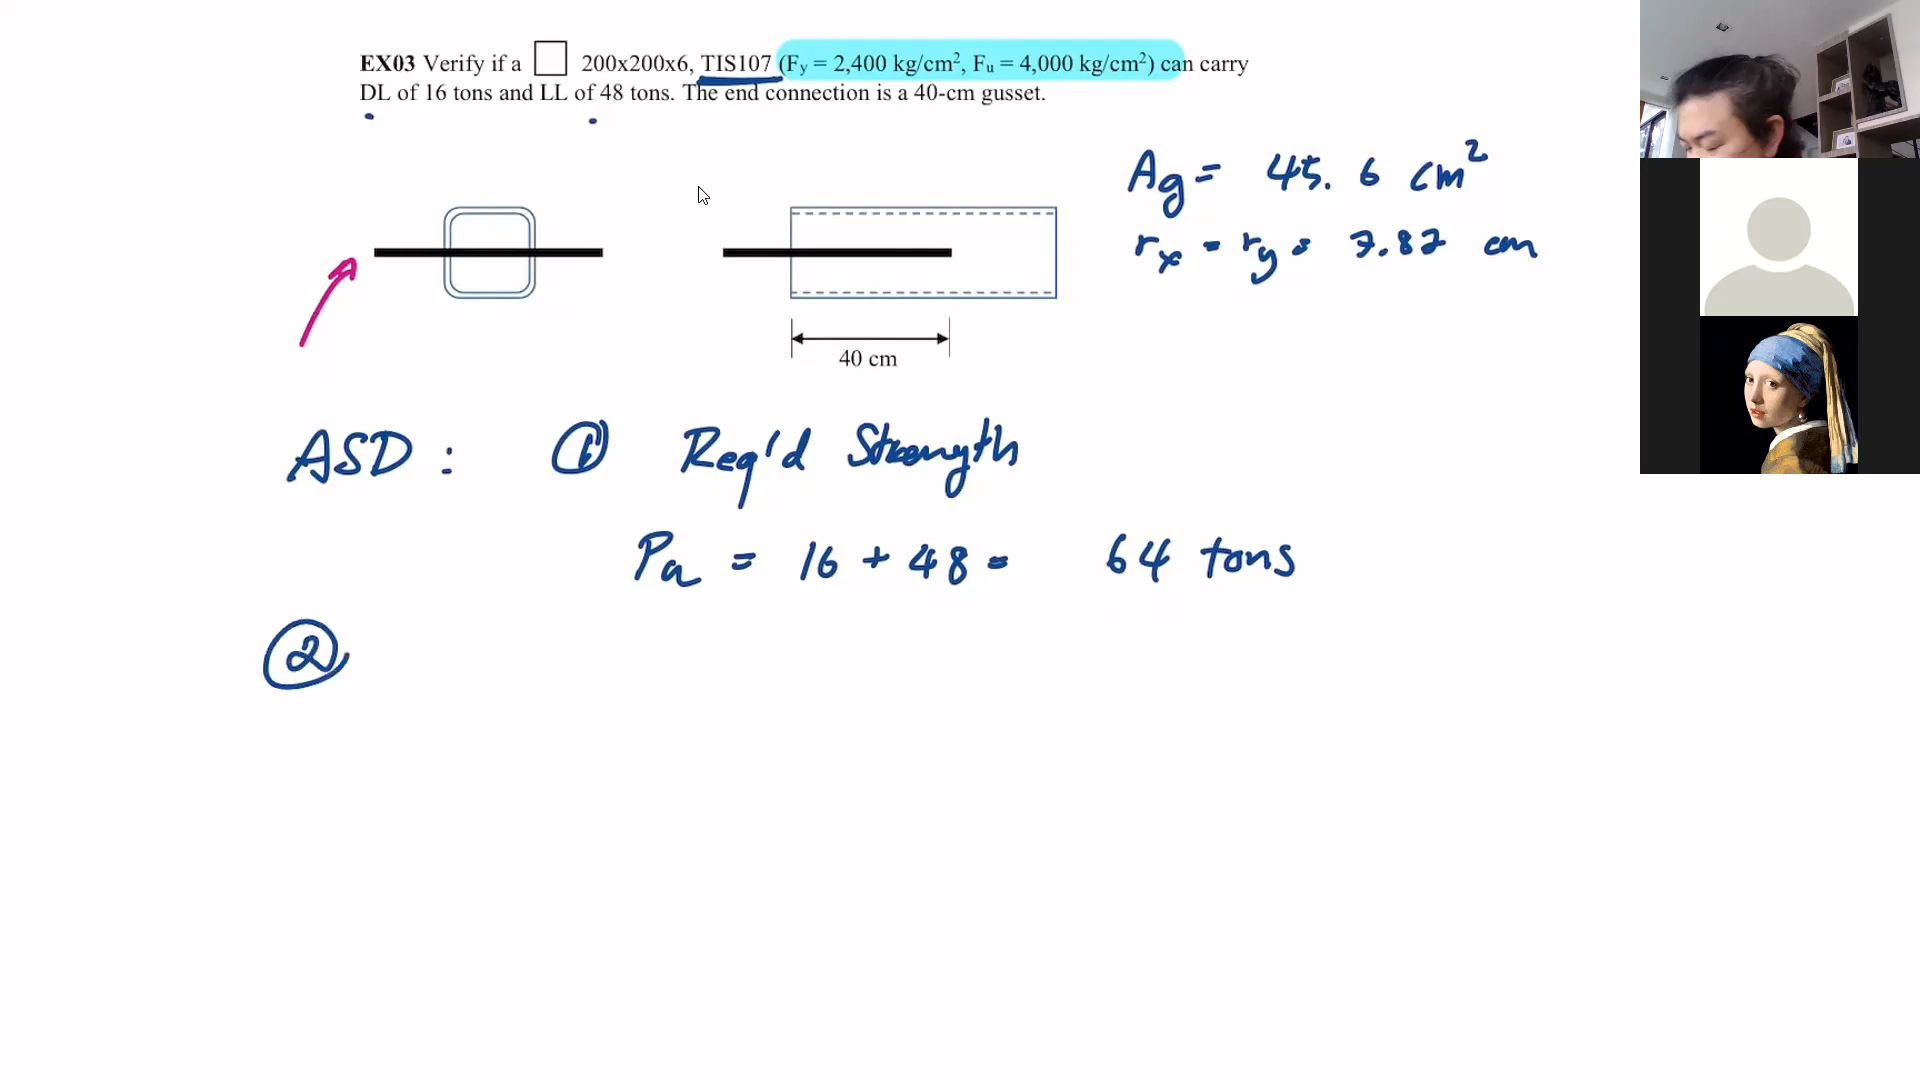 EX03 Verify if a 200x200x6, TIS107 (Fy = 2,400 kg/cm², Fu = 4,000 kg/cm²) can carry
DL of 16 tons and LL of 48 tons. The end connection is a 40-cm gusset.
Ag = 45.6 cm²
rx = ry = 7.87 cm
40 cm
ASD : ① Req'd Strength
Pa = 16 + 48 = 64 tons
②